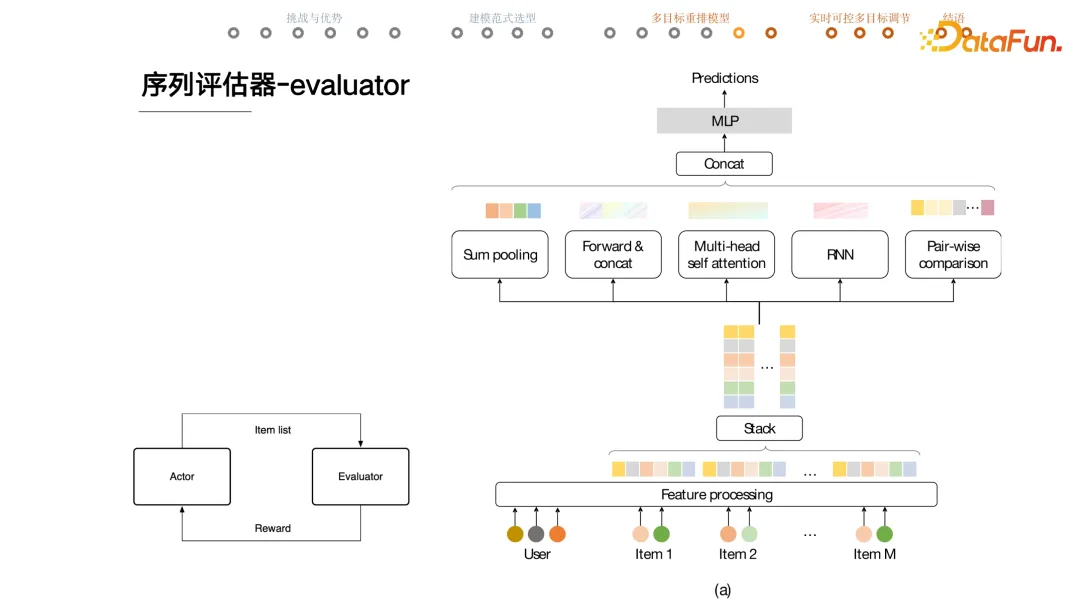 挑战与优势
建模范式选型
多目标重排模型
实时可控多目标调节
结语
DataFun.
序列评估器-evaluator
Predictions
MLP
Concat
Sum pooling
Forward &
concat
Multi-head
self attention
RNN
Pair-wise
comparison
...
...
Stack
...
Feature processing
User
Item 1
Item 2
...
Item M
(a)
Item list
Actor
Evaluator
Reward